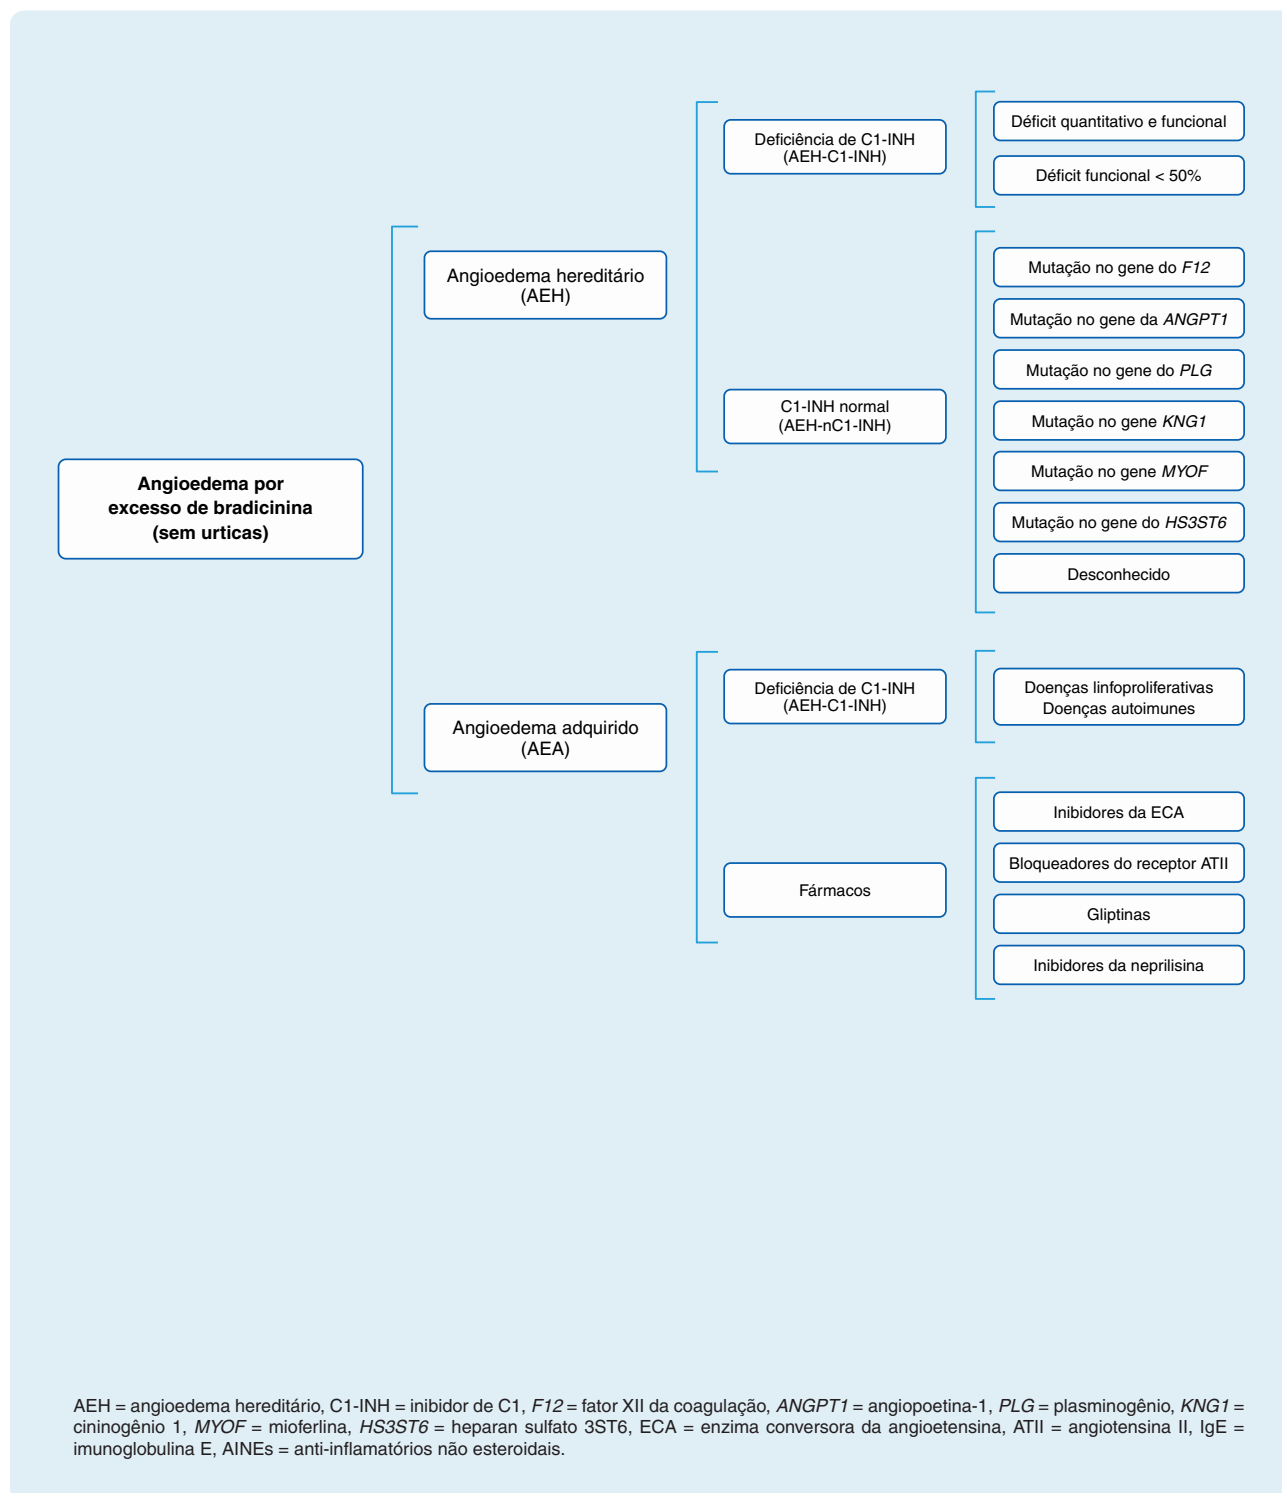 Angioedema por
excesso de bradicinina
(sem urticas)
Angioedema hereditário
(AEH)
Deficiência de C1-INH
(AEH-C1-INH)
Déficit quantitativo e funcional
Déficit funcional < 50%
C1-INH normal
(AEH-nC1-INH)
Mutação no gene do F12
Mutação no gene da ANGPT1
Mutação no gene do PLG
Mutação no gene KNG1
Mutação no gene MYOF
Mutação no gene do HS3ST6
Desconhecido
Angioedema adquirido
(AEA)
Deficiência de C1-INH
(AEH-C1-INH)
Doenças linfoproliferativas
Doenças autoimunes
Fármacos
Inibidores da ECA
Bloqueadores do receptor ATII
Gliptinas
Inibidores da neprilisina
AEH = angioedema hereditário, C1-INH = inibidor de C1, F12 = fator XII da coagulação, ANGPT1 = angiopoetina-1, PLG = plasminogênio, KNG1 =
cininogênio 1, MYOF = mioferlina, HS3ST6 = heparan sulfato 3ST6, ECA = enzima conversora da angioetensina, ATII = angiotensina II, IgE =
imunoglobulina E, AINEs = anti-inflamatórios não esteroidais.